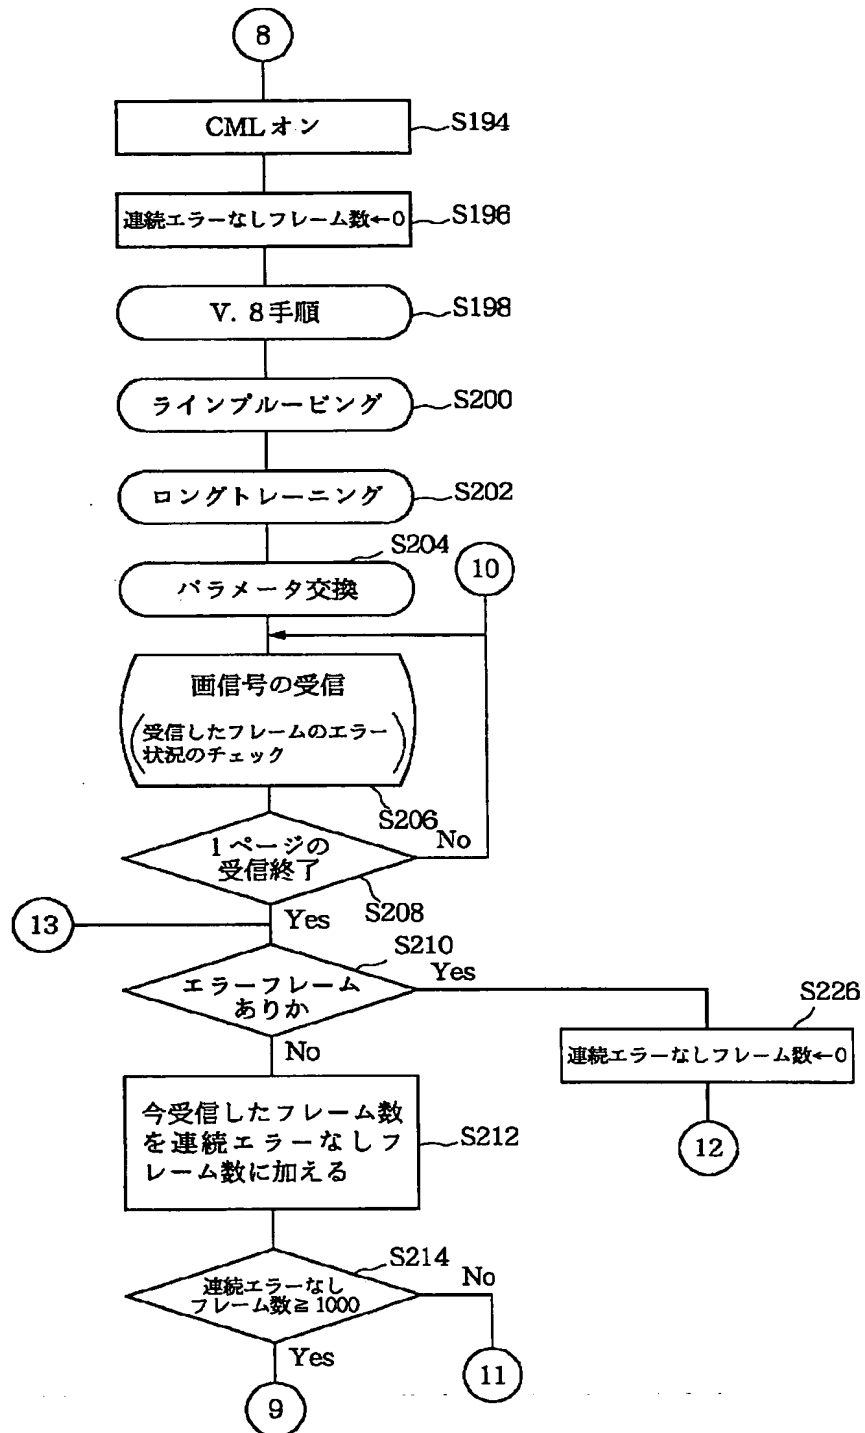 8
CMLオン
S194
連続エラーなしフレーム数←0
S196
V. 8手順
S198
ラインプルービング
S200
ロングトレーニング
S202
S204
パラメータ交換
10
画信号の受信
(受信したフレームのエラー
状況のチェック)
S206
1ページの
受信終了
No
S208
Yes
13
S210
エラーフレーム
ありか
Yes
S226
連続エラーなしフレーム数←0
No
12
今受信したフレーム数
を連続エラーなしフ
レーム数に加える
S212
S214
連続エラーなし
フレーム数≧1000
No
Yes
11
9